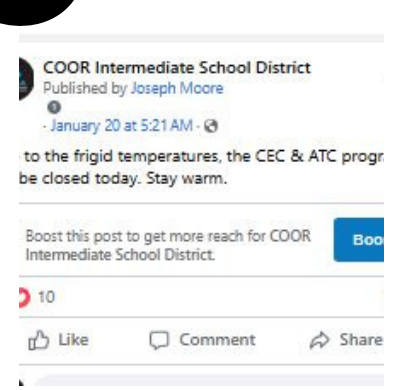 COOR Intermediate School District
Published by Joseph Moore
· January 20 at 5:21 AM ·
to the frigid temperatures, the CEC & ATC progr
be closed today. Stay warm.
Boost this post to get more reach for COOR
Intermediate School District.
Boo
10
Like Comment Share